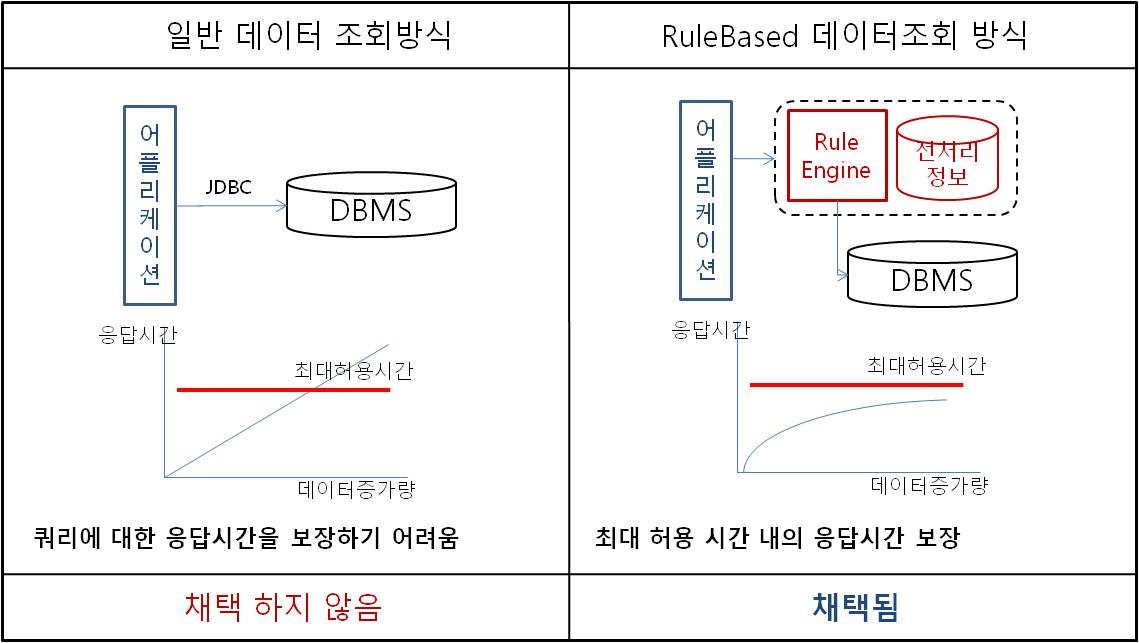 일반 데이터 조회방식
RuleBased 데이터조회 방식
어플리케이션
JDBC
DBMS
응답시간
최대허용시간
데이터증가량
쿼리에 대한 응답시간을 보장하기 어려움
어플리케이션
Rule
Engine
전처리
정보
DBMS
응답시간
최대허용시간
데이터증가량
최대 허용 시간 내의 응답시간 보장
채택 하지 않음
채택됨